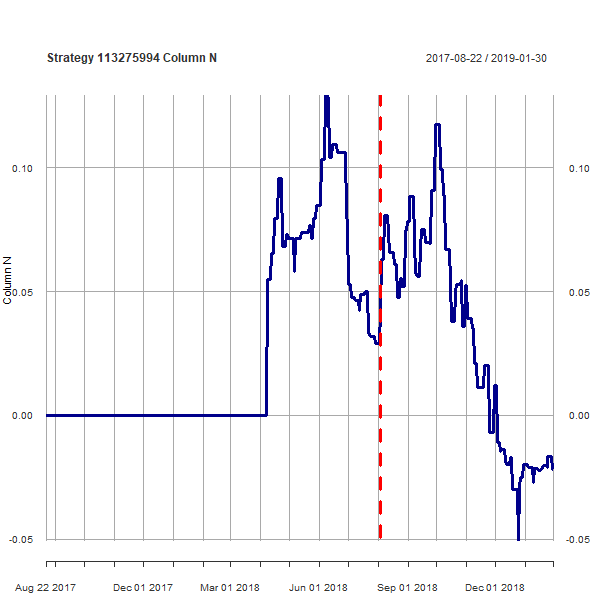 Strategy 113275994 Column N
2017-08-22 / 2019-01-30
0.10
0.10
Column N
0.05
0.05
0.00
0.00
-0.05
-0.05
Aug 22 2017
Dec 01 2017
Mar 01 2018
Jun 01 2018
Sep 01 2018
Dec 01 2018